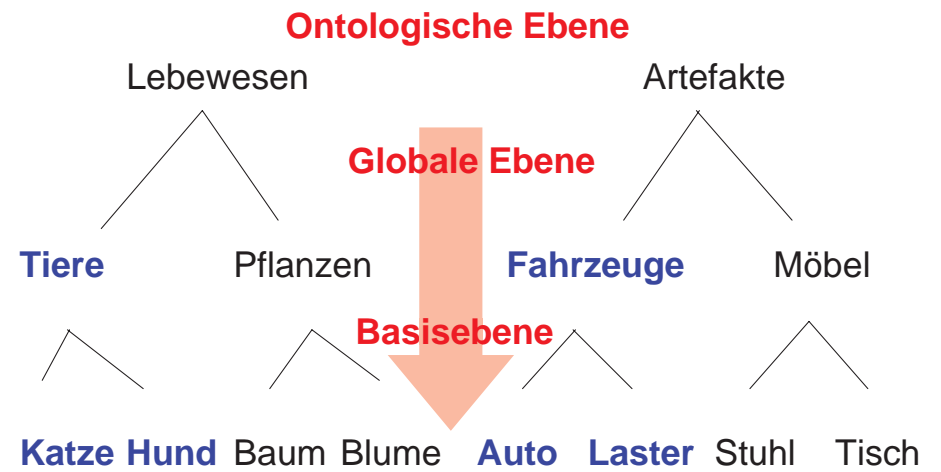 Ontologische Ebene
Lebewesen Artefakte
Globale Ebene
Tiere Pflanzen Fahrzeuge Möbel
Basisebene
Katze Hund Baum Blume Auto Laster Stuhl Tisch